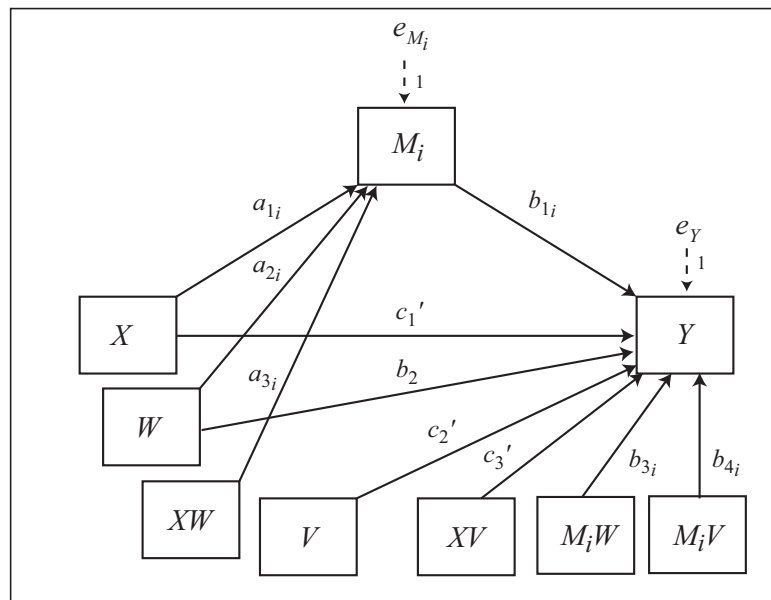 e_{M_i}
1
M_i
a_{1i}
b_{1i}
a_{2i}
e_Y
1
X
c_1′
Y
a_{3i}
b_2
W
c_2′
c_3′
b_{3i}
b_{4i}
XW
V
XV
M_iW
M_iV